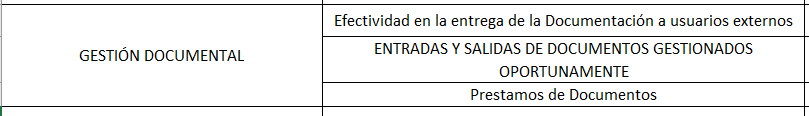 Efectividad en la entrega de la Documentación a usuarios externos
GESTIÓN DOCUMENTAL
ENTRADAS Y SALIDAS DE DOCUMENTOS GESTIONADOS
OPORTUNAMENTE
Prestamos de Documentos